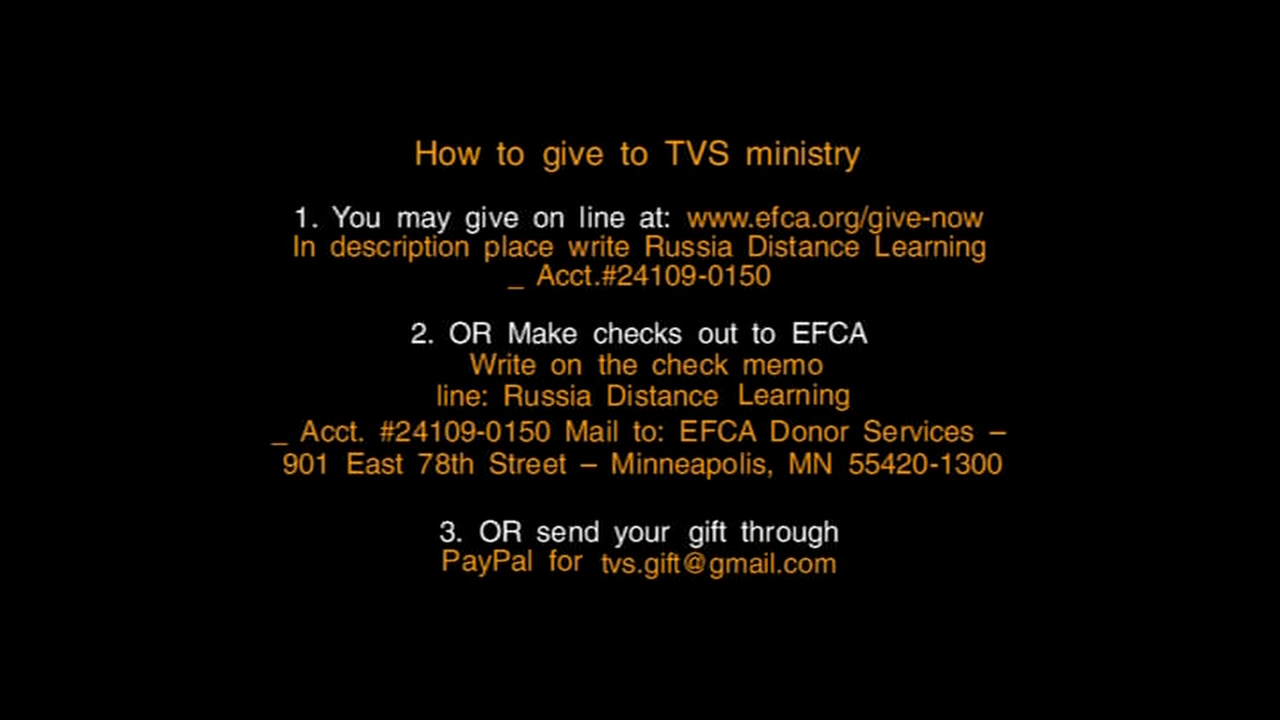 How to give to TVS ministry
1. You may give on line at: www.efca.org/give-now
In description place write Russia Distance Learning
_ Acct.#24109-0150
2. OR Make checks out to EFCA
Write on the check memo
line: Russia Distance Learning
_ Acct. #24109-0150 Mail to: EFCA Donor Services –
901 East 78th Street – Minneapolis, MN 55420-1300
3. OR send your gift through
PayPal for tvs.gift@gmail.com